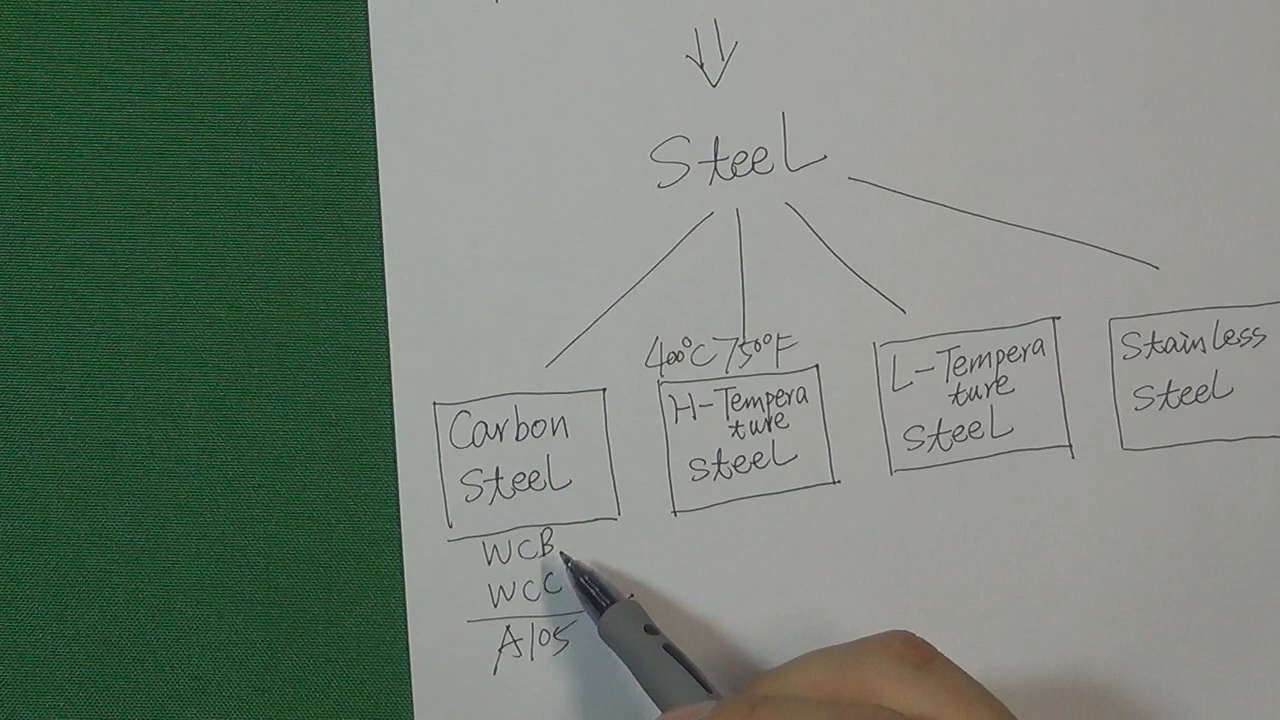 Steel
400°C 750°F
Carbon
Steel
WCB
WCC
A105
H-Tempera
ture
steel
L-Tempera
ture
steel
Stainless
steel